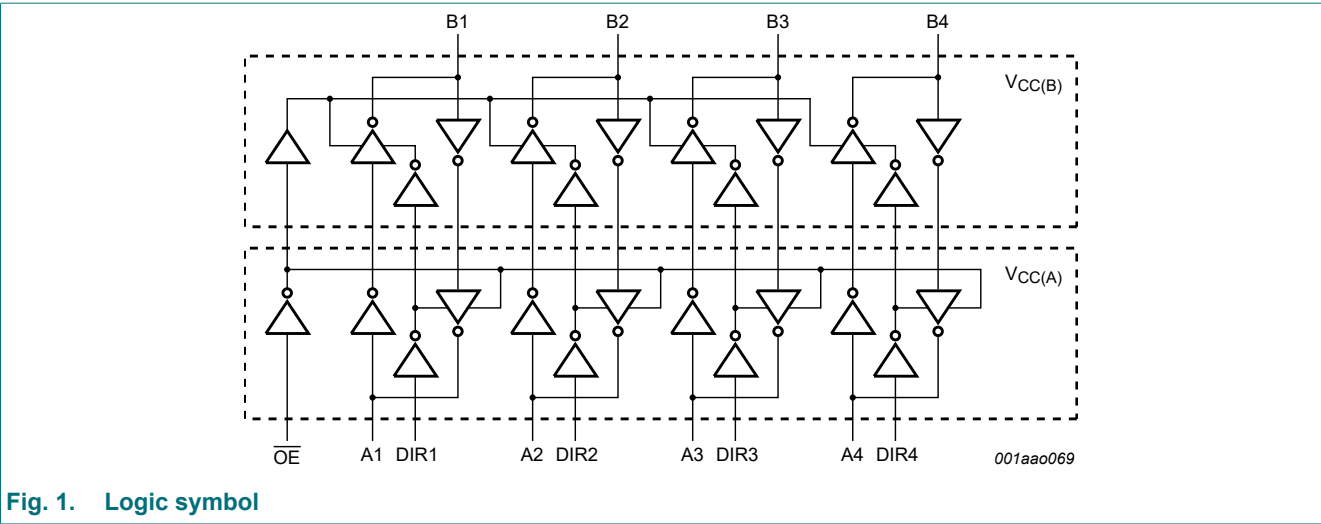 B1 B2 B3 B4
VCC(B)
VCC(A)
OE A1 DIR1 A2 DIR2 A3 DIR3 A4 DIR4
001aao069
Fig. 1. Logic symbol